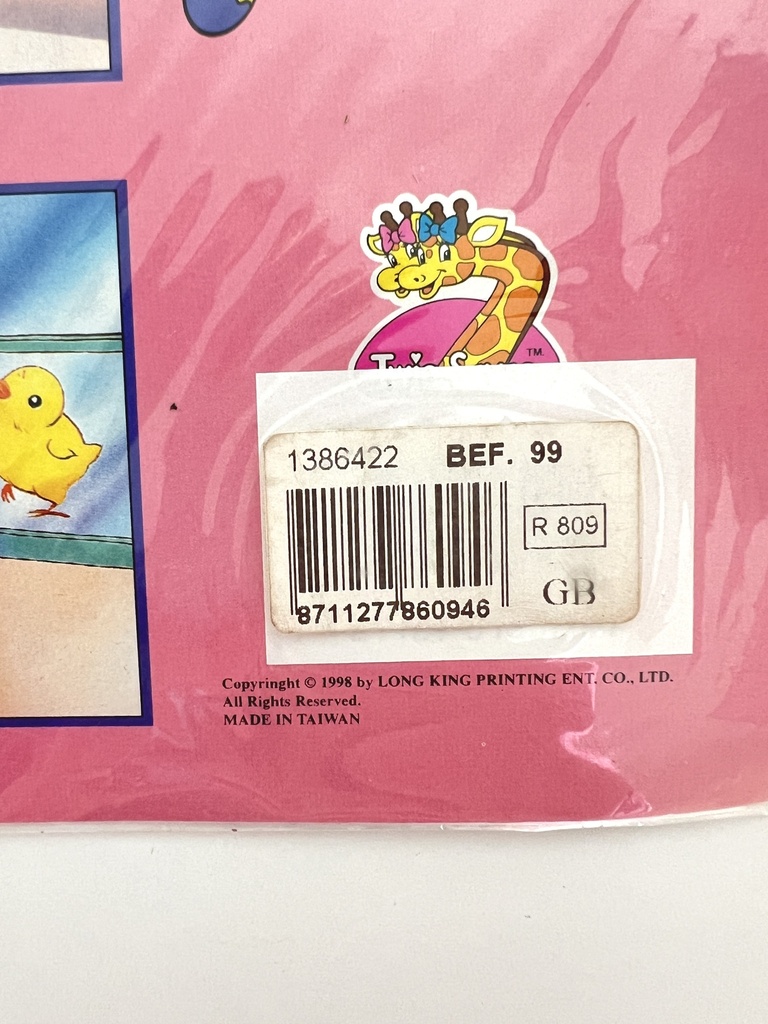 TM.
1386422 BEF. 99
R 809
GB
8711277860946
Copyringht © 1998 by LONG KING PRINTING ENT. CO., LTD.
All Rights Reserved.
MADE IN TAIWAN